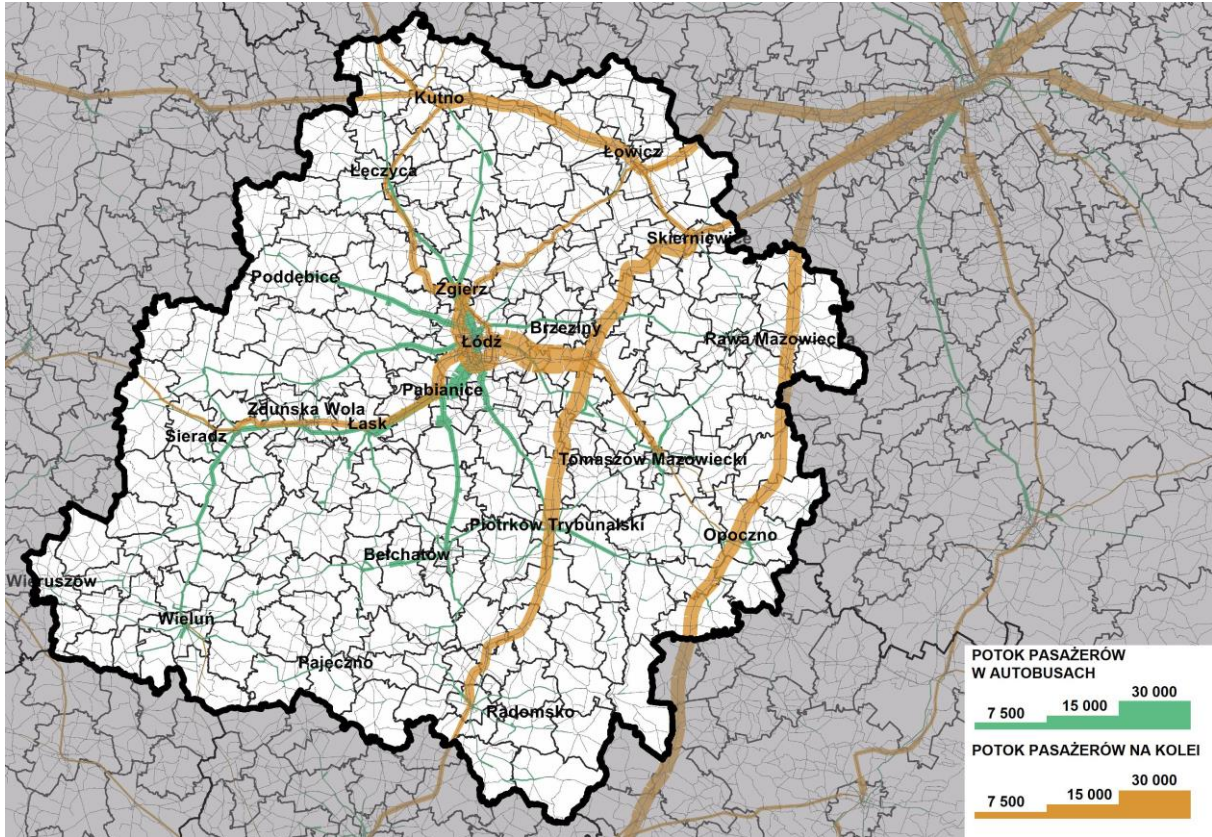 Kutno
Łowicz
Łęczyca
Skierniewice
Poddębice
Zgierz
Brzeziny
Rawa Mazowiecka
Łódź
Pabianice
Zduńska Wola
Łask
Sieradz
Tomaszów Mazowiecki
Piotrków Trybunalski
Opoczno
Bełchatów
Wieruszów
Wieluń
Pajęczno
Radomsko
POTOK PASAŻERÓW
W AUTOBUSACH
7 500 15 000 30 000
POTOK PASAŻERÓW NA KOLEI
7 500 15 000 30 000